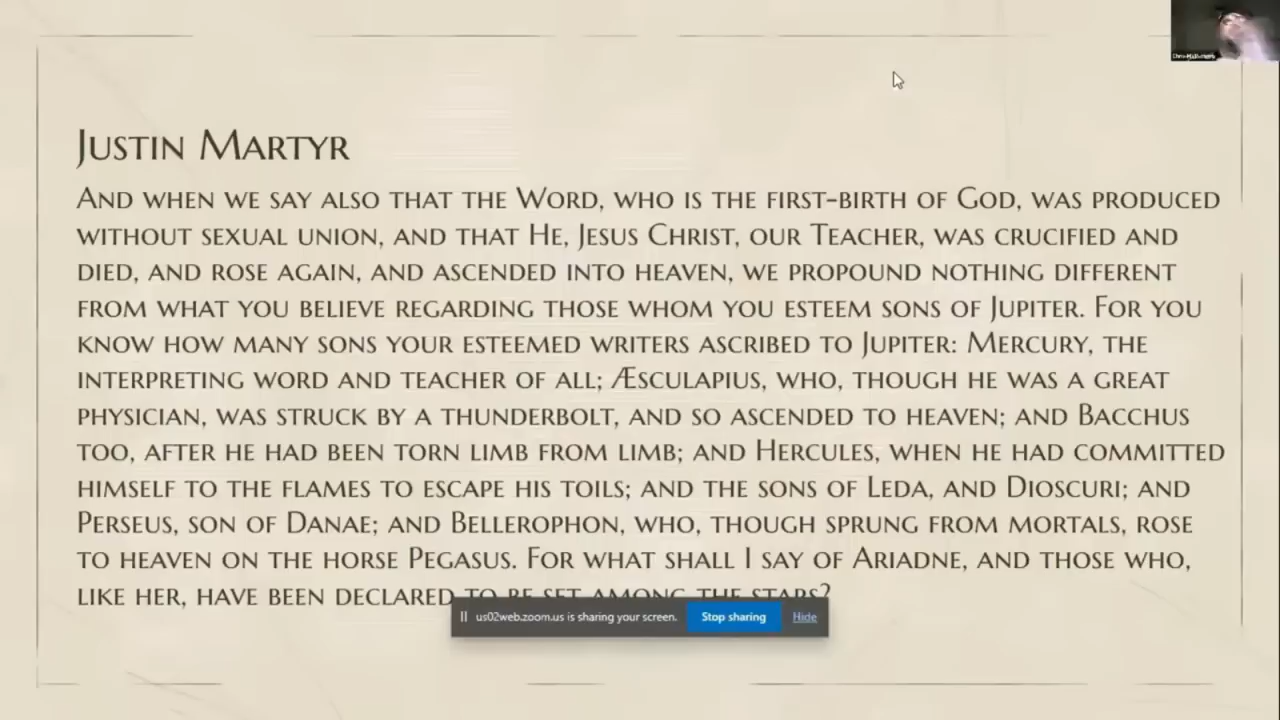 Justin Martyr
And when we say also that the Word, who is the first-birth of God, was produced
without sexual union, and that He, Jesus Christ, our Teacher, was crucified and
died, and rose again, and ascended into heaven, we propound nothing different
from what you believe regarding those whom you esteem sons of Jupiter. For you
know how many sons your esteemed writers ascribed to Jupiter: Mercury, the
interpreting word and teacher of all; Æsculapius, who, though he was a great
physician, was struck by a thunderbolt, and so ascended to heaven; and Bacchus
too, after he had been torn limb from limb; and Hercules, when he had committed
himself to the flames to escape his toils; and the sons of Leda, and Dioscuri; and
Perseus, son of Danae; and Bellerophon, who, though sprung from mortals, rose
to heaven on the horse Pegasus. For what shall I say of Ariadne, and those who,
like her, have been declared to be set among the stars?
us02web.zoom.us is sharing your screen. Stop sharing Hide